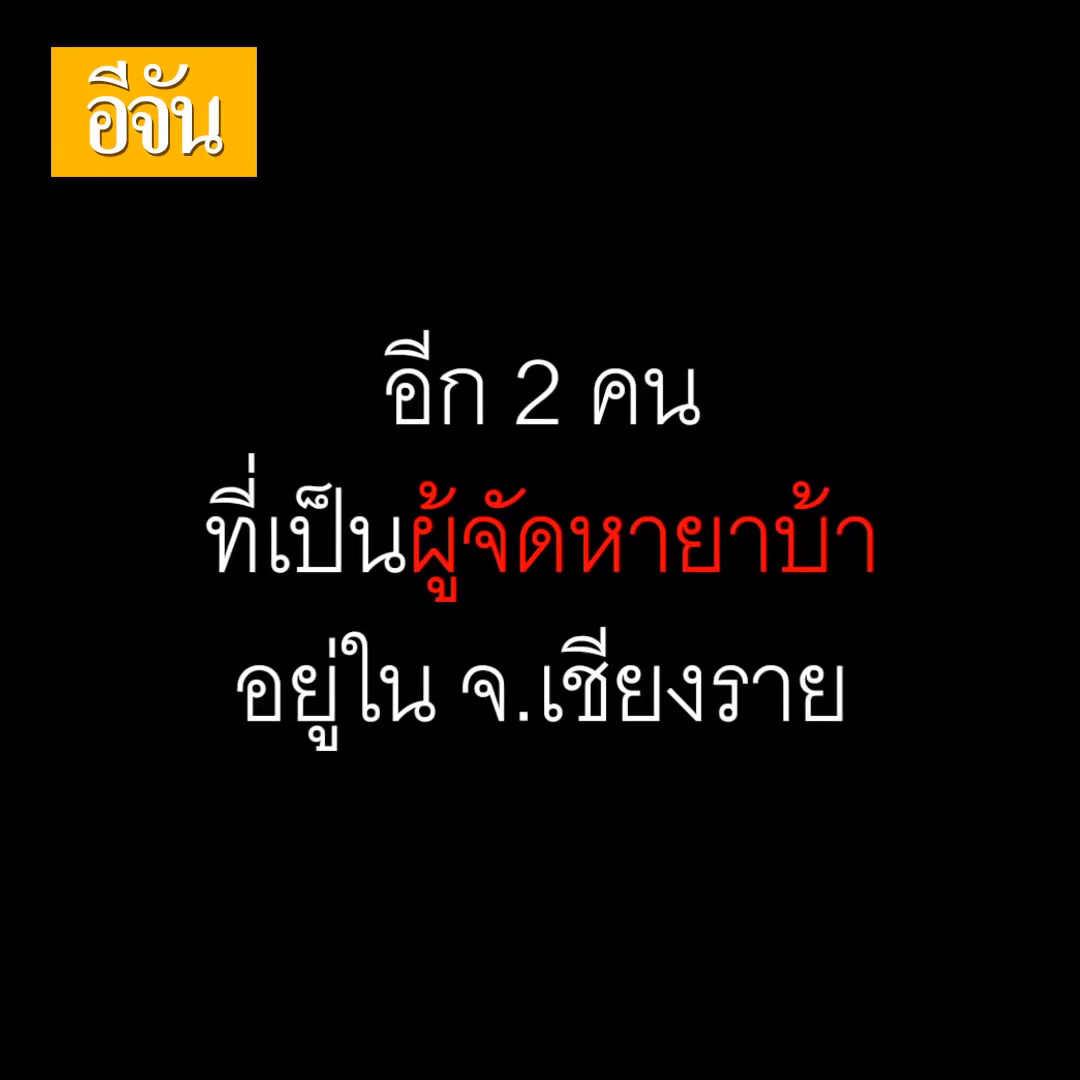 อีจัน
อีก 2 คน
ที่เป็นผู้จัดหายาบ้า
อยู่ใน จ.เชียงราย